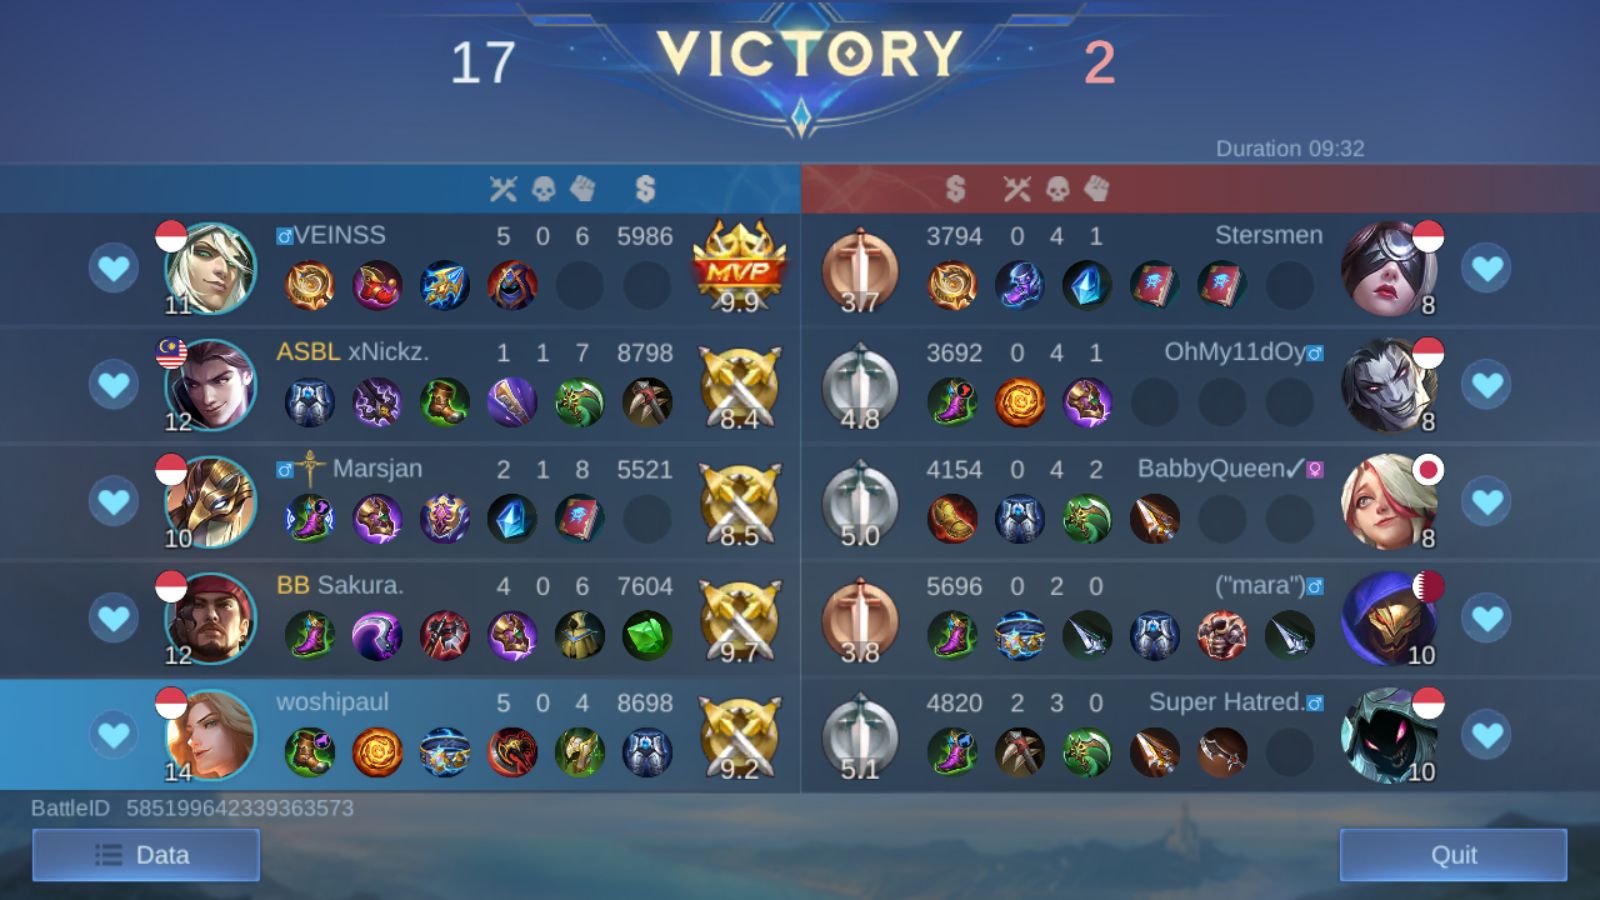 17 VICTORY 2
Duration 09:32
VEINSS 5 0 6 5986
11 MVP 9.9
3794 0 4 1 Stersmen
3.7 8
ASBL xNickz. 1 1 7 8798
12 8.4
3692 0 4 1 OhMy11dOy
4.8 8
Marsjan 2 1 8 5521
10 8.5
4154 0 4 2 BabbyQueen✓
5.0 8
BB Sakura. 4 0 6 7604
12 9.7
5696 0 2 0 ("mara")
3.8 10
woshipaul 5 0 4 8698
14 9.2
4820 2 3 0 Super Hatred.
5.1 10
BattleID 585199642339363573
Data
Quit